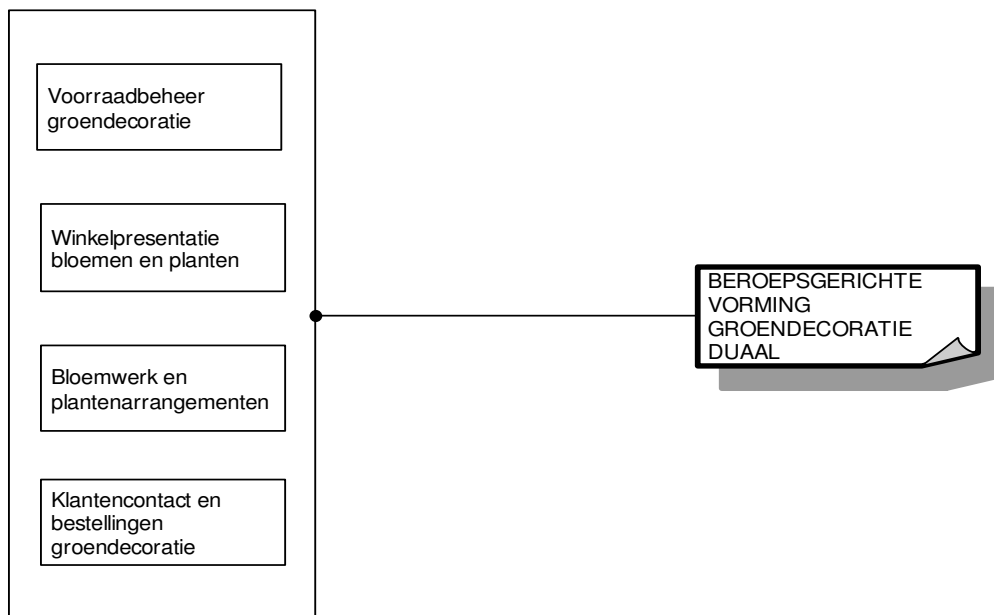 Voorraadbeheer
groendecoratie
Winkelpresentatie
bloemen en planten
Bloemwerk en
plantenarrangementen
Klantencontact en
bestellingen
groendecoratie
BEROEPSGERICHTE
VORMING
GROENDECORATIE
DUAAL